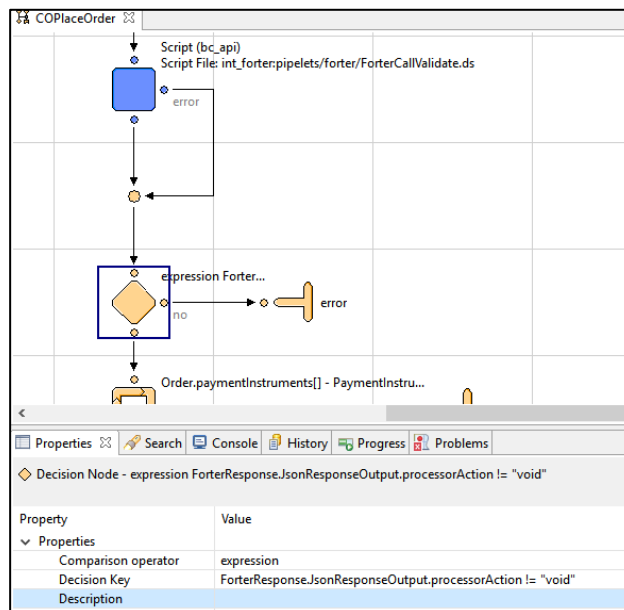 COPlaceOrder
Script (bc_api)
Script File: int_forter:pipelets/forter/ForterCallValidate.ds
error
expression Forter...
no
error
Order.paymentInstruments[] - PaymentInstru...
Properties Search Console History Progress Problems
Decision Node - expression ForterResponse.JsonResponseOutput.processorAction != "void"
Property Value
Properties
Comparison operator expression
Decision Key ForterResponse.JsonResponseOutput.processorAction != "void"
Description